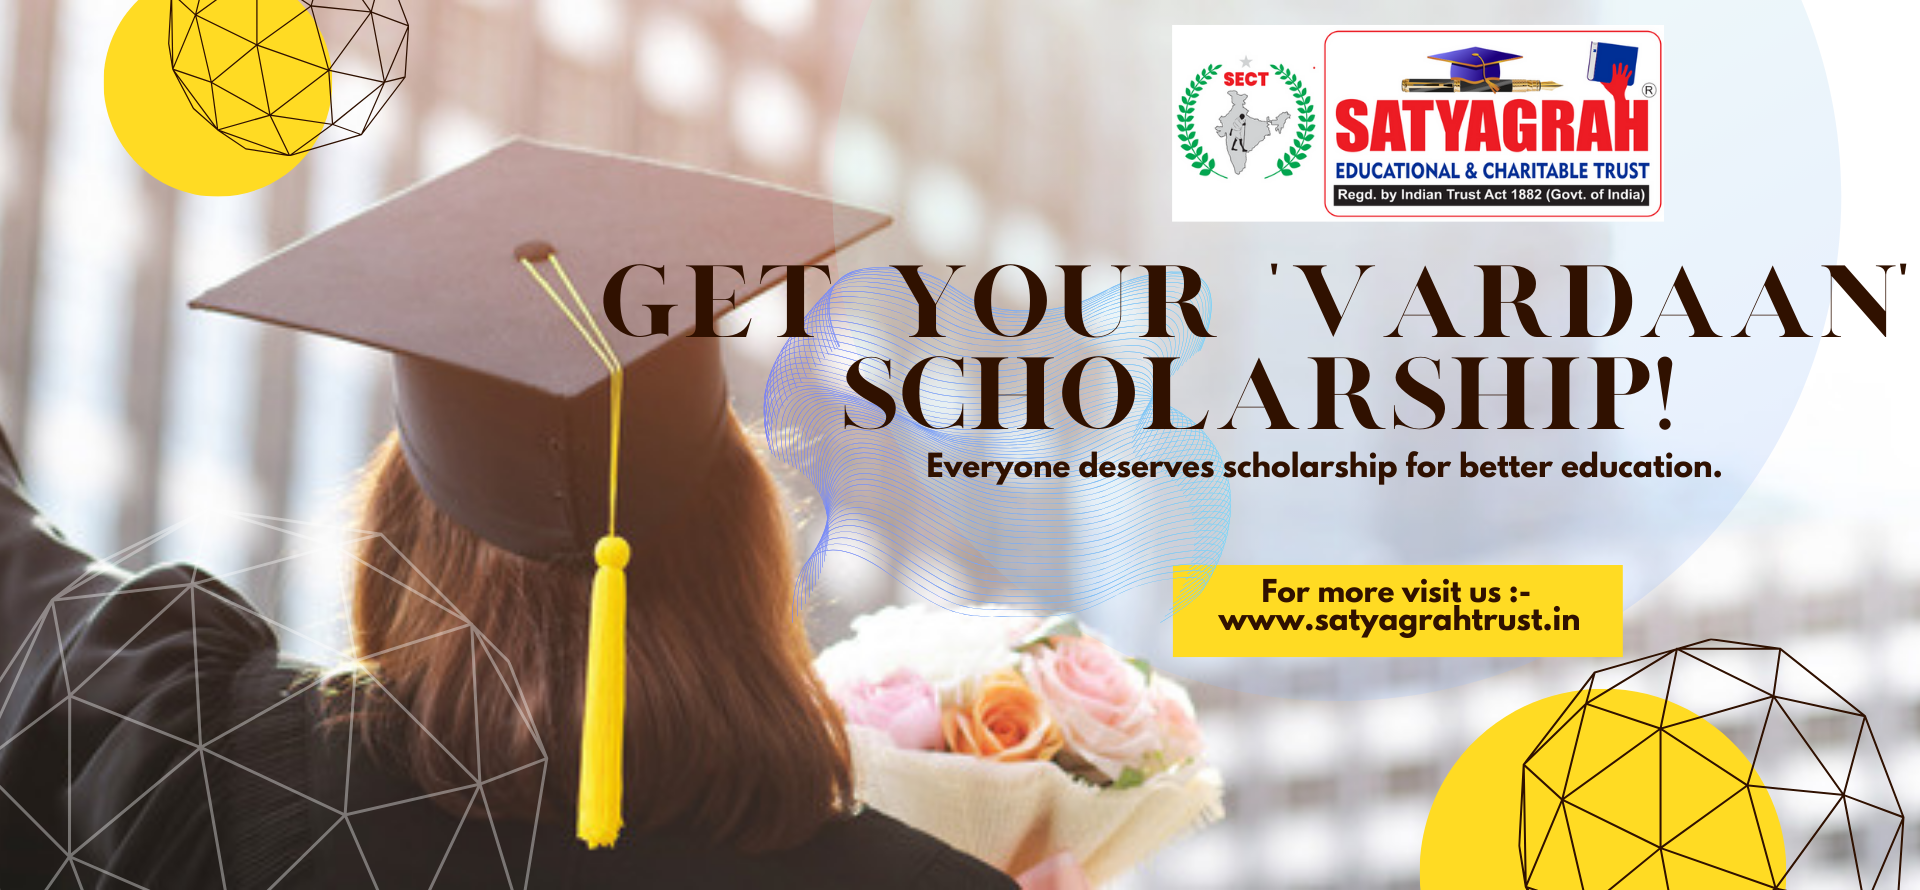 SECT
SATYAGRAH
®
EDUCATIONAL & CHARITABLE TRUST
Regd. by Indian Trust Act 1882 (Govt. of India)
GET YOUR 'VARDAAN'
SCHOLARSHIP!
Everyone deserves scholarship for better education.
For more visit us :-
www.satyagrahtrust.in